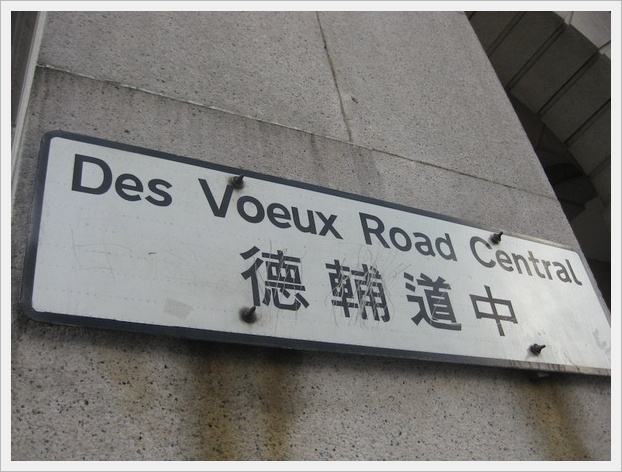 Des Voeux Road Central
德輔道中